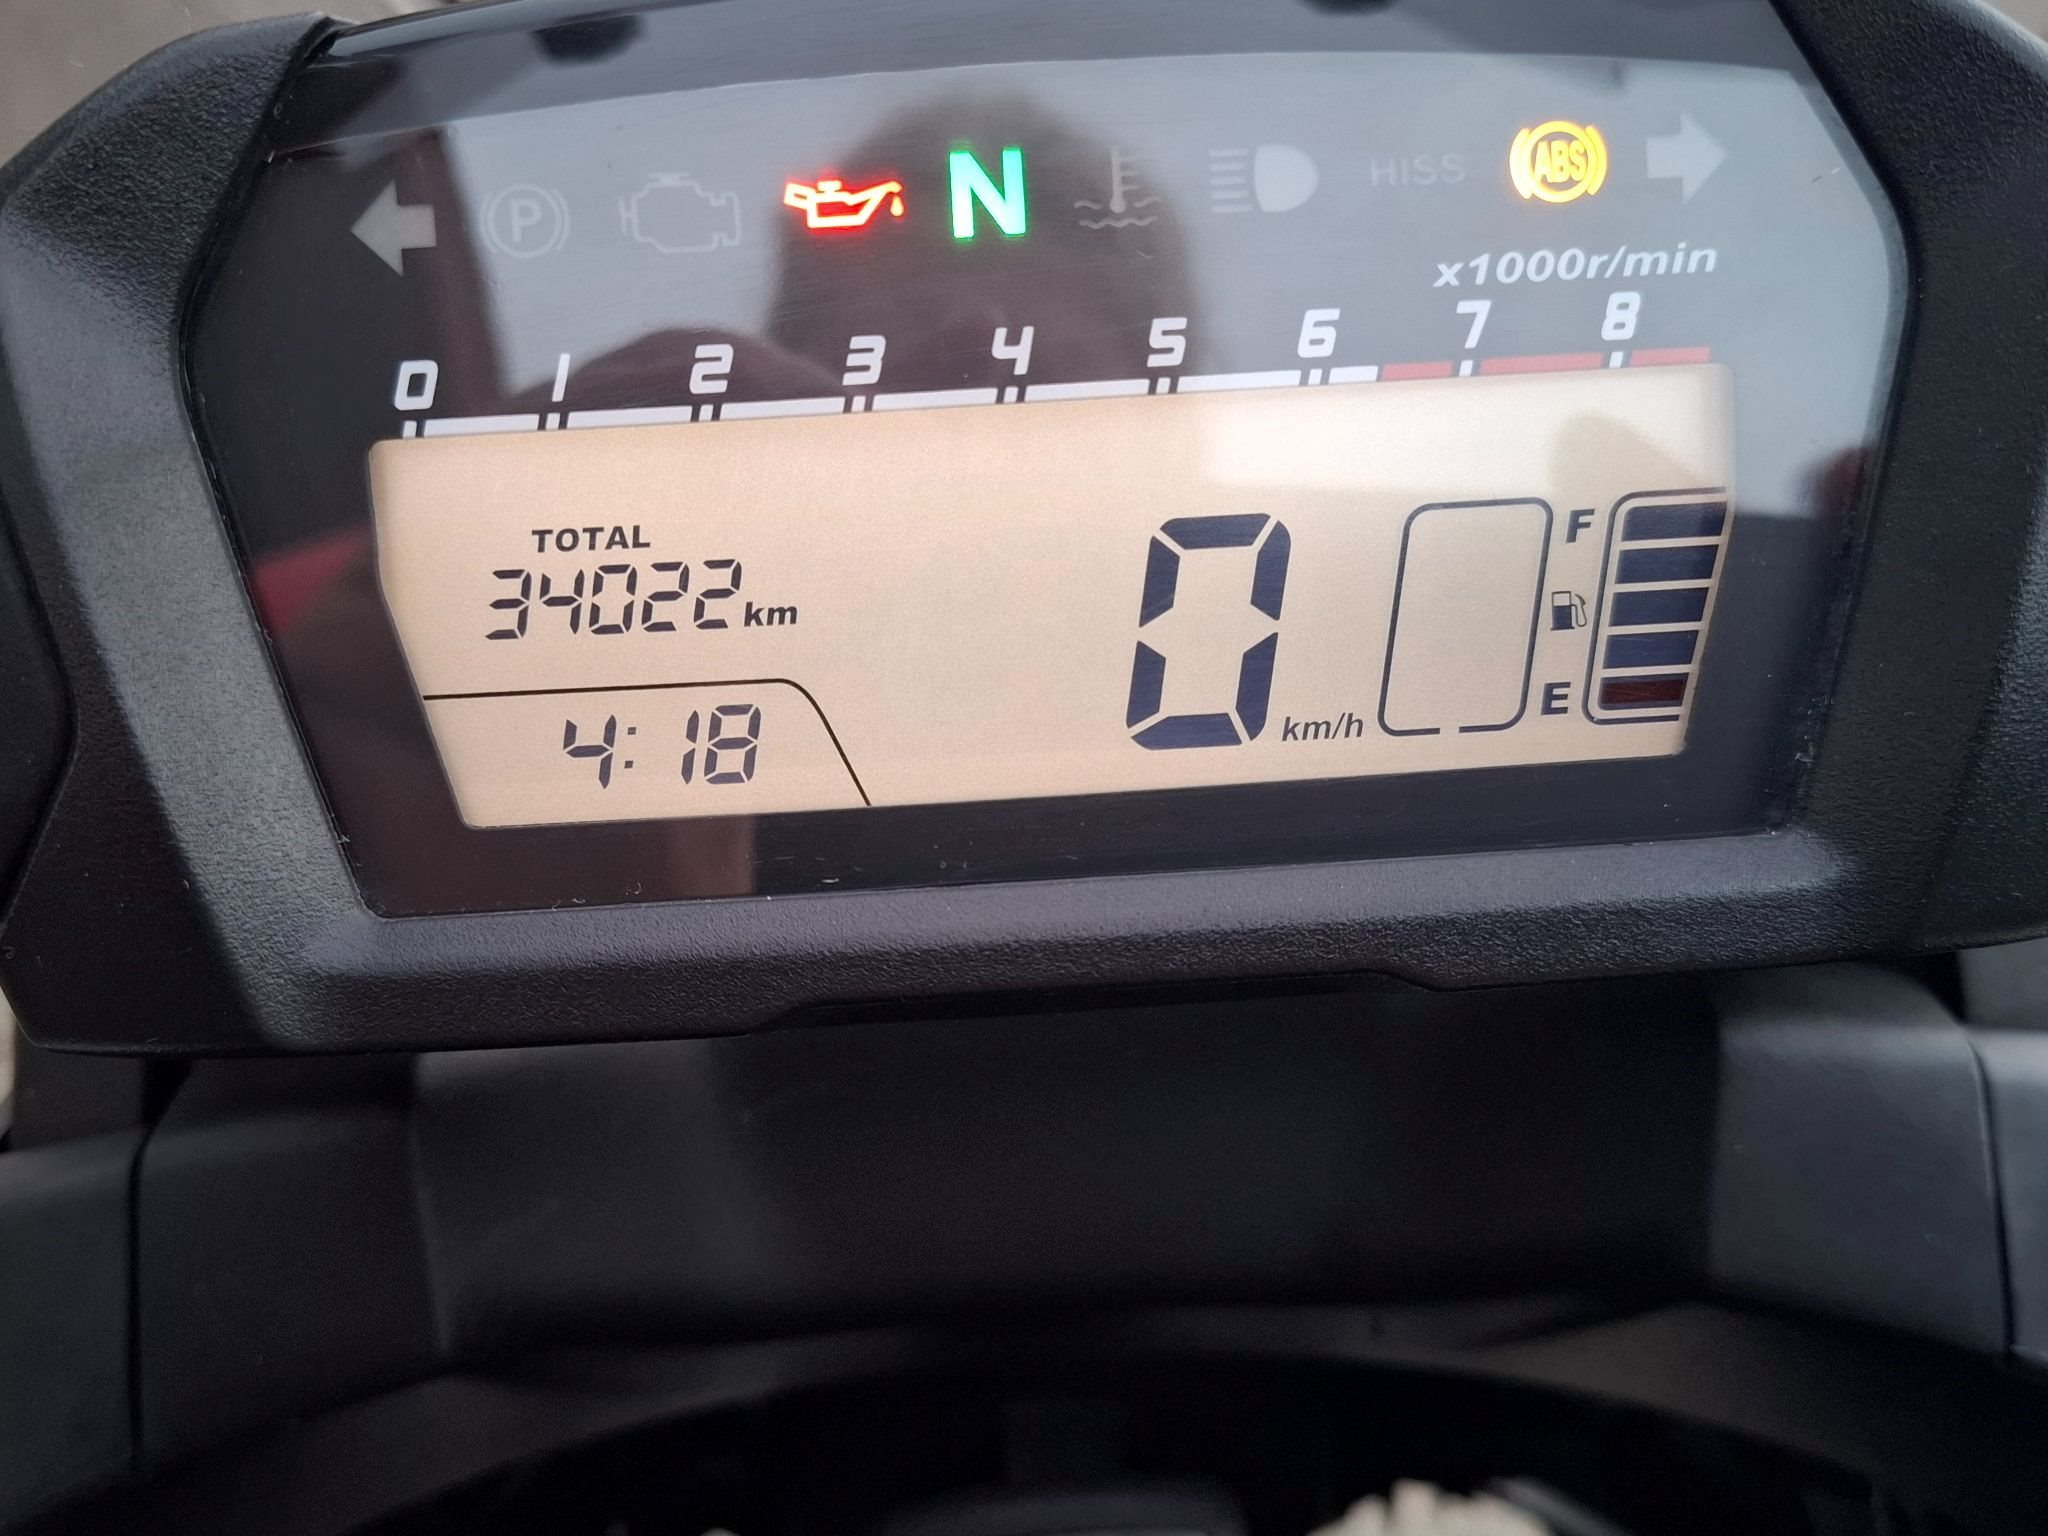 P N HISS ABS
x1000r/min
0 1 2 3 4 5 6 7 8
TOTAL
34022 km
4:18
0 km/h
F
E